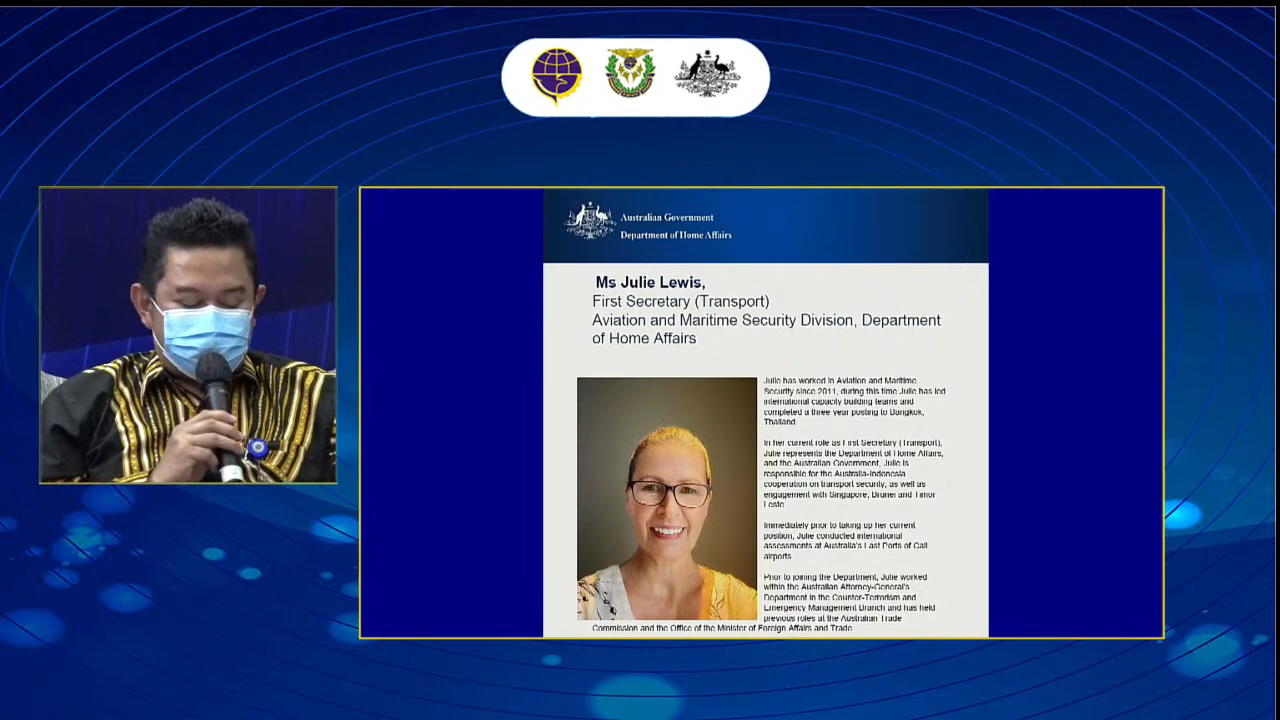 Australian Government
Department of Home Affairs
Ms Julie Lewis,
First Secretary (Transport)
Aviation and Maritime Security Division, Department
of Home Affairs
Julie has worked in Aviation and Maritime
Security since 2011, during this time Julie has led
international capacity building teams and
completed a three year posting to Bangkok,
Thailand
In her current role as First Secretary (Transport),
Julie represents the Department of Home Affairs,
and the Australian Government, Julie is
responsible for the Australia-Indonesia
cooperation on transport security, as well as
engagement with Singapore, Brunei and Timor
Leste
Immediately prior to taking up her current
position, Julie conducted international
assessments at Australia's Last Ports of Call
airports
Prior to joining the Department, Julie worked
within the Australian Attorney-General's
Department in the Counter-Terrorism and
Emergency Management Branch and has held
previous roles at the Australian Trade
Commission and the Office of the Minister of Foreign Affairs and Trade